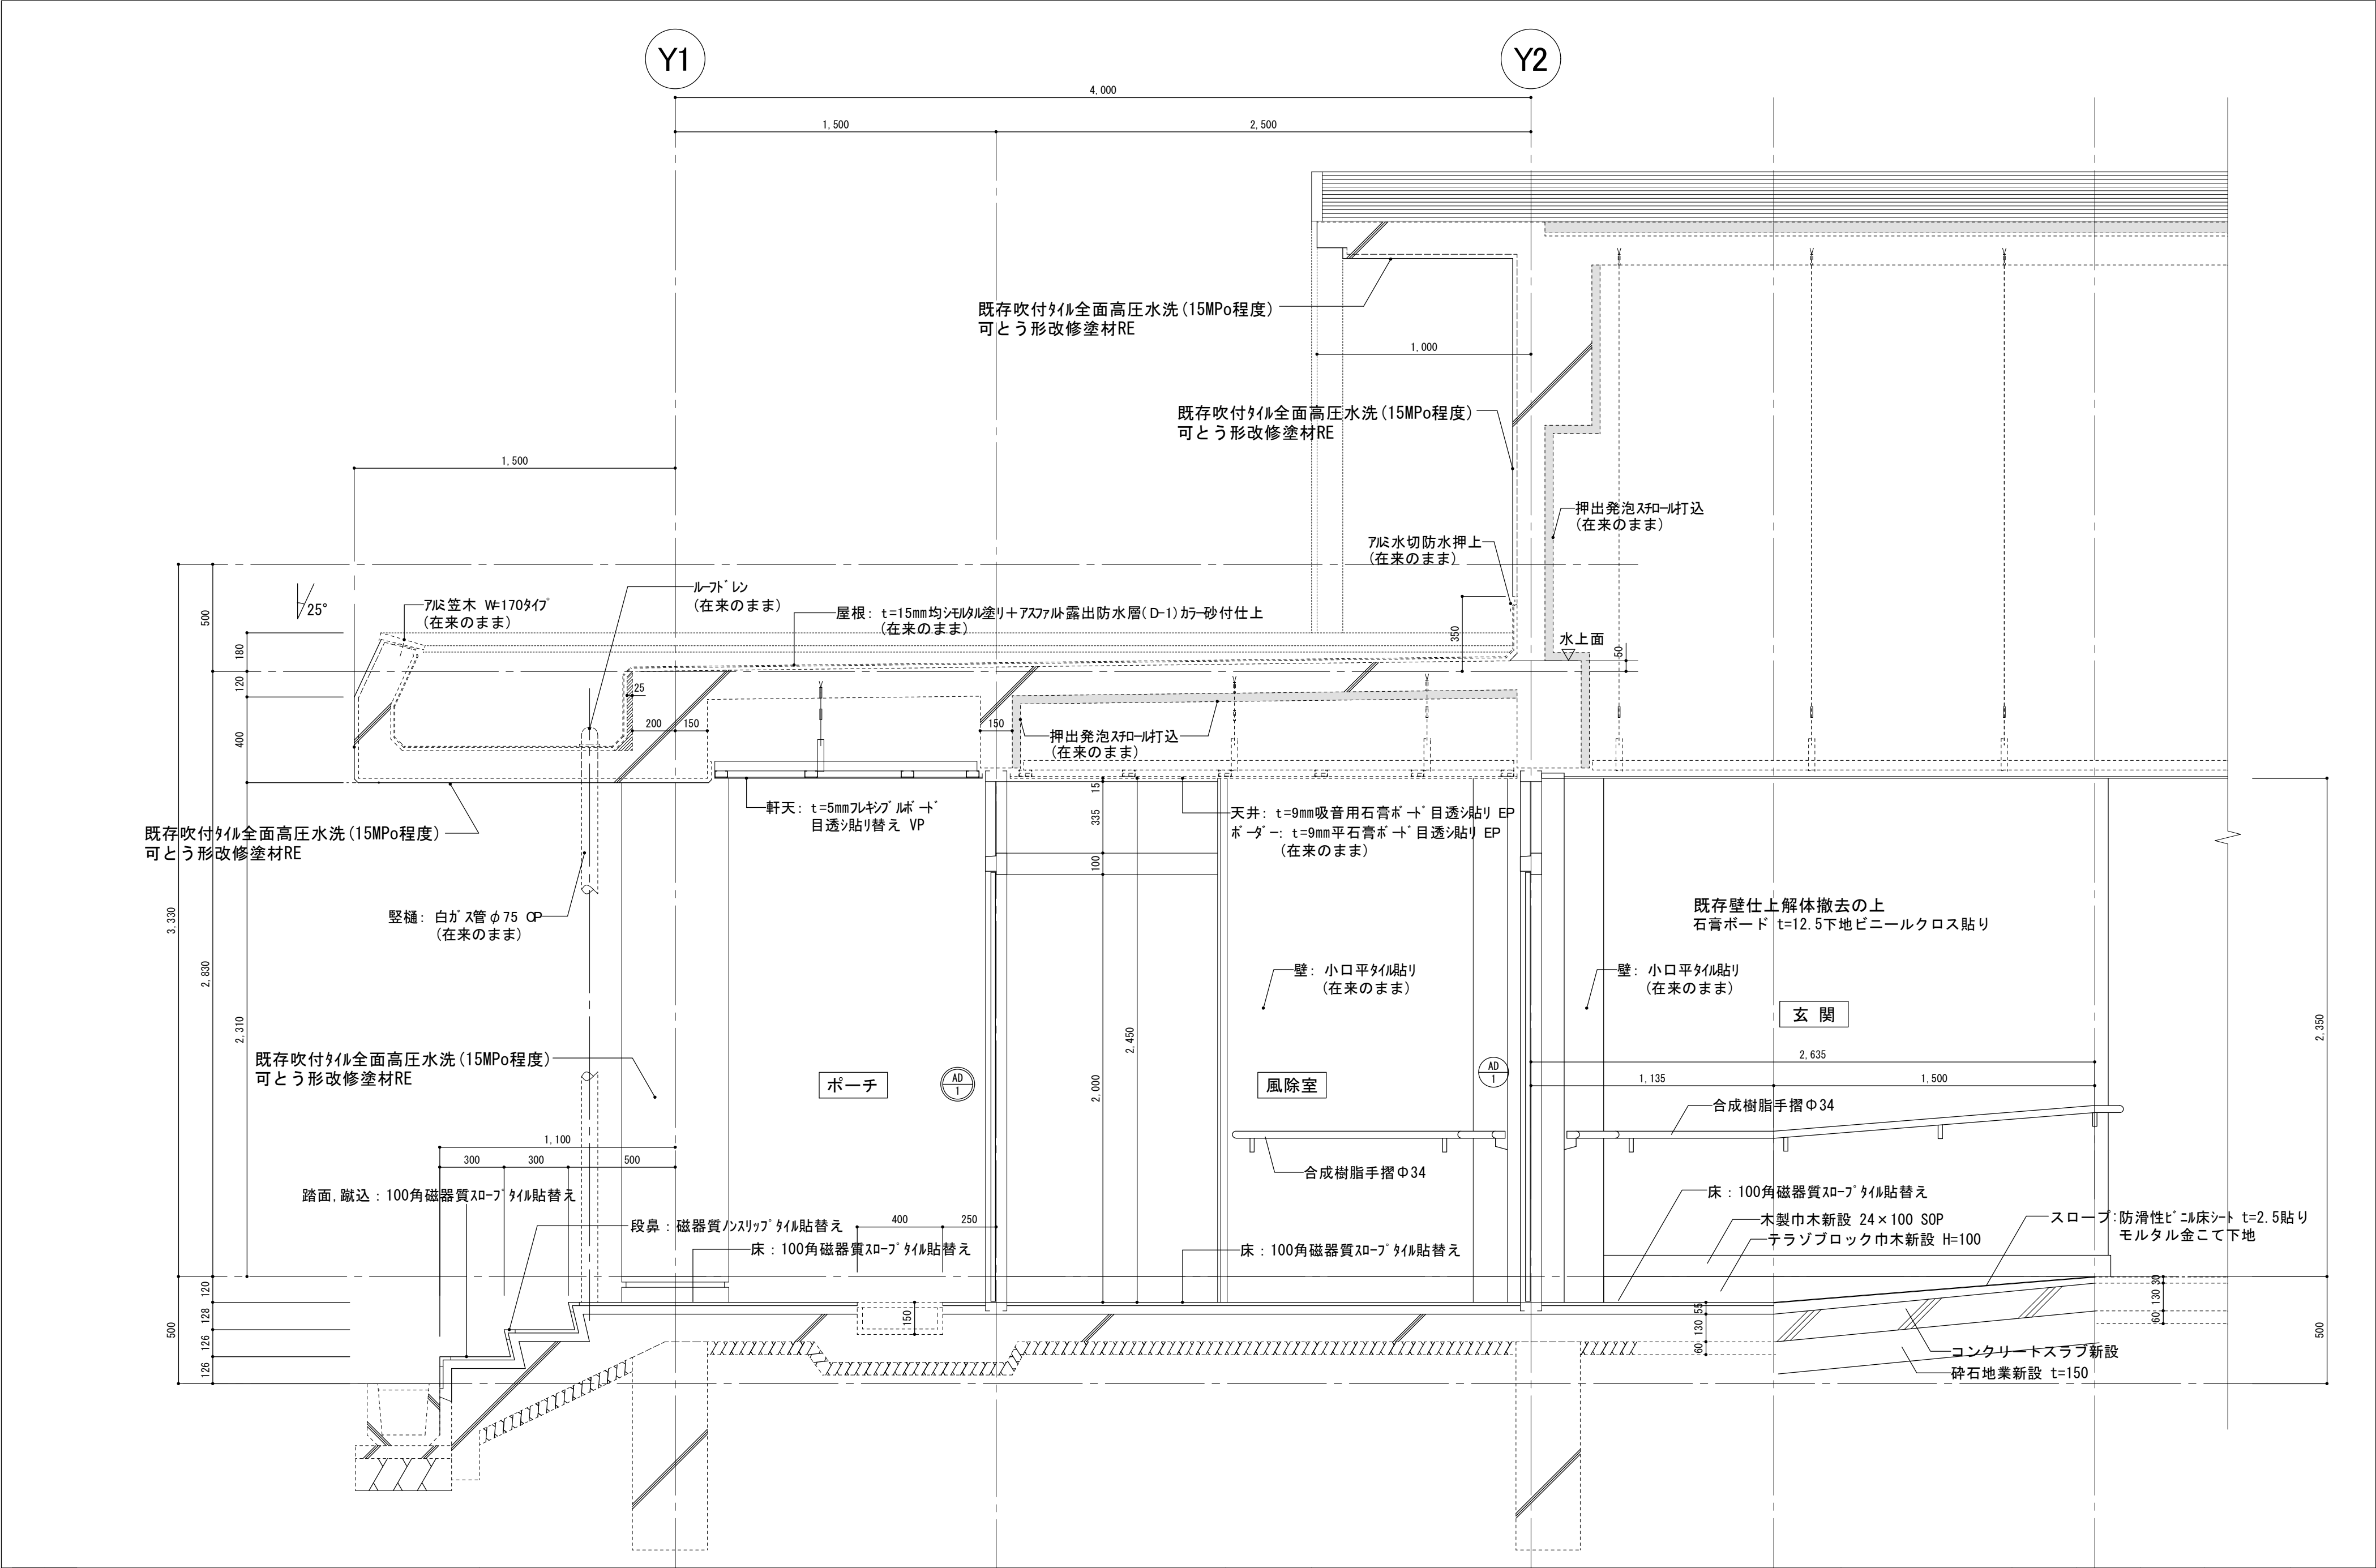 Y1
Y2
4,000
1,500
2,500
既存吹付ﾀｲﾙ全面高圧水洗(15MPo程度)
可とう形改修塗材RE
1,000
既存吹付ﾀｲﾙ全面高圧水洗(15MPo程度)
可とう形改修塗材RE
1,500
押出発泡ｽﾁﾛｰﾙ打込
(在来のまま)
ｱﾙﾐ水切防水押上
(在来のまま)
25°
ｱﾙﾐ笠木 W=170ﾀｲﾌﾟ
(在来のまま)
ﾙｰﾌﾄﾞﾚﾝ
(在来のまま)
屋根: t=15mm均シﾓﾙﾀﾙ塗リ＋ｱｽﾌｧﾙﾄ露出防水層(D-1)ｶﾗｰ砂付仕上
(在来のまま)
350
水上面
50
500
180
120
400
25
200
150
150
押出発泡ｽﾁﾛｰﾙ打込
(在来のまま)
軒天: t=5mmﾌﾚｷｼﾌﾞﾙﾎﾞｰﾄﾞ
目透シ貼リ替え VP
15
335
100
天井: t=9mm吸音用石膏ﾎﾞｰﾄﾞ目透シ貼リ EP
ﾎﾞｰﾀﾞｰ: t=9mm平石膏ﾎﾞｰﾄﾞ目透シ貼リ EP
(在来のまま)
既存吹付ﾀｲﾙ全面高圧水洗(15MPo程度)
可とう形改修塗材RE
竪樋: 白ｶﾞｽ管φ75 OP
(在来のまま)
3,330
2,830
2,310
既存壁仕上解体撤去の上
石膏ボード t=12.5下地ビニールクロス貼り
壁: 小口平ﾀｲﾙ貼リ
(在来のまま)
壁: 小口平ﾀｲﾙ貼リ
(在来のまま)
玄 関
2,450
2,000
2,350
既存吹付ﾀｲﾙ全面高圧水洗(15MPo程度)
可とう形改修塗材RE
ポーチ
AD
1
風除室
AD
1
2,635
1,135
1,500
合成樹脂手摺Φ34
合成樹脂手摺Φ34
1,100
300
300
500
踏面,蹴込：100角磁器質ｽﾛｰﾌﾟﾀｲﾙ貼替え
段鼻：磁器質ﾉﾝｽﾘｯﾌﾟﾀｲﾙ貼替え
床：100角磁器質ｽﾛｰﾌﾟﾀｲﾙ貼替え
400
250
床：100角磁器質ｽﾛｰﾌﾟﾀｲﾙ貼替え
床：100角磁器質ｽﾛｰﾌﾟﾀｲﾙ貼替え
木製巾木新設 24×100 SOP
テラゾブロック巾木新設 H=100
スロープ:防滑性ﾋﾞﾆﾙ床ｼｰﾄ t=2.5貼り
モルタル金こて下地
500
120
128
126
126
150
55
130
60
30
130
60
500
コンクリートスラブ新設
砕石地業新設 t=150